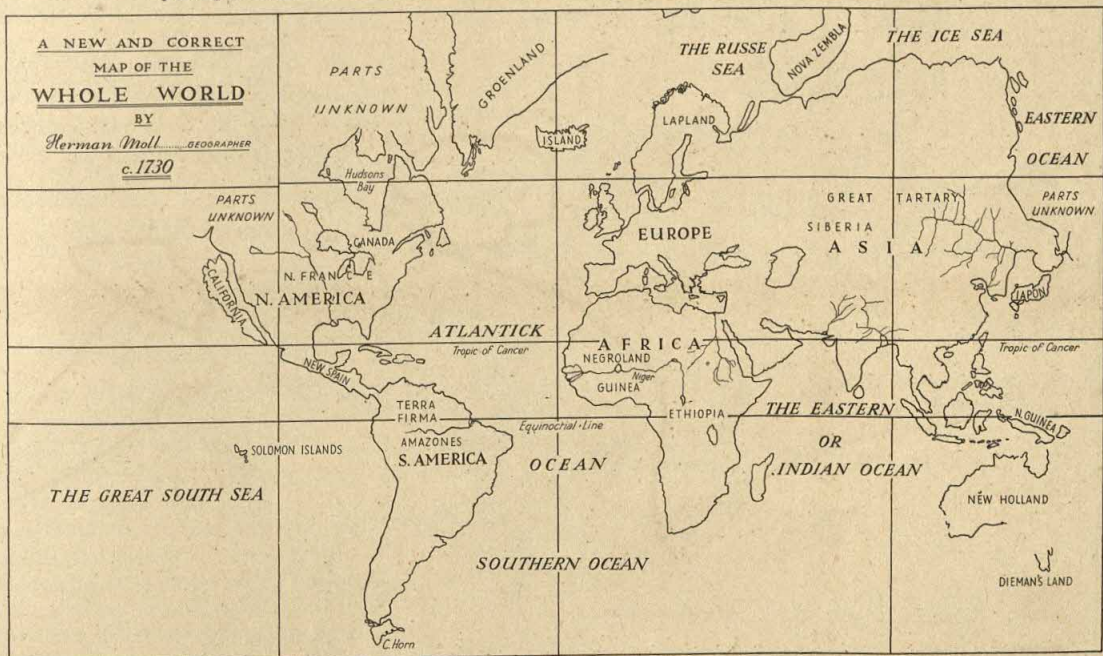 A NEW AND CORRECT
MAP OF THE
WHOLE WORLD
BY
Herman Moll........GEOGRAPHER
c.1730
PARTS
UNKNOWN
GROENLAND
THE RUSSE
SEA
NOVA ZEMBLA
THE ICE SEA
ISLAND
LAPLAND
EASTERN
OCEAN
Hudsons
Bay
PARTS
UNKNOWN
GREAT TARTARY
PARTS
UNKNOWN
SIBERIA
CANADA
EUROPE
ASIA
N. FRANCE
CALIFORNIA
N. AMERICA
IAPON
ATLANTICK
AFRICA
Tropic of Cancer
Tropic of Cancer
NEGROLAND
NEW SPAIN
Niger
GUINEA
TERRA
FIRMA
ETHIOPIA
THE EASTERN
OR
INDIAN OCEAN
N. GUINEA
Equinoctial-Line
AMAZONES
SOLOMON ISLANDS
S. AMERICA
OCEAN
THE GREAT SOUTH SEA
NEW HOLLAND
SOUTHERN OCEAN
DIEMAN'S LAND
C. Horn